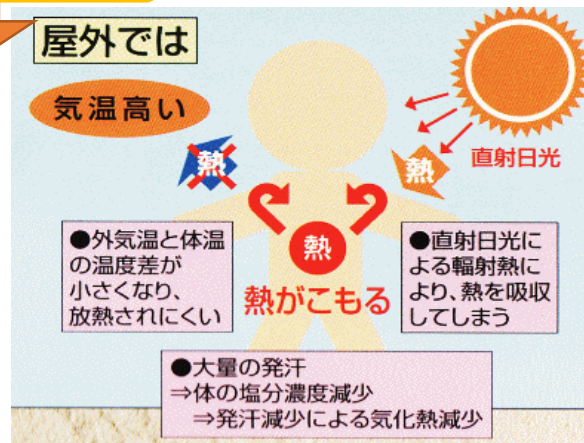 屋外では
気温高い
熱
熱
直射日光
熱
熱がこもる
●外気温と体温
の温度差が
小さくなり、
放熱されにくい
●直射日光に
よる輻射熱に
より、熱を吸収
してしまう
●大量の発汗
⇒体の塩分濃度減少
⇒発汗減少による気化熱減少